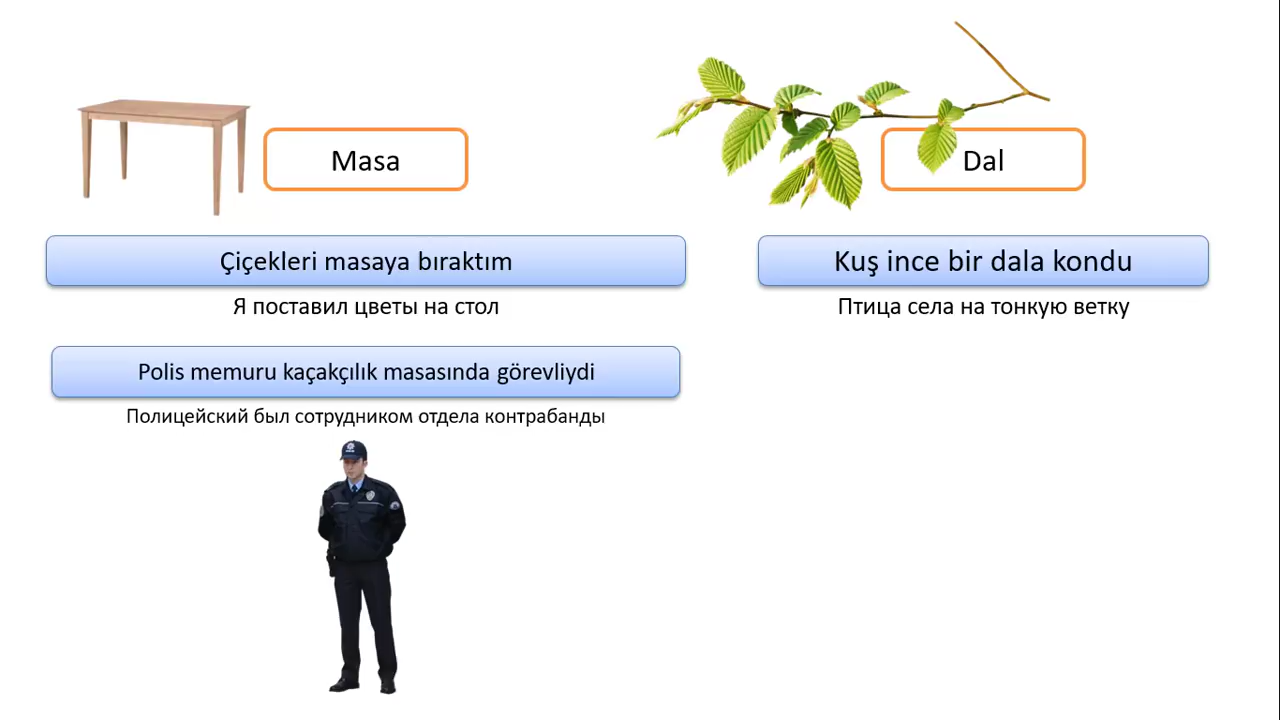 Masa
Dal
Çiçekleri masaya bıraktım
Kuş ince bir dala kondu
Я поставил цветы на стол
Птица села на тонкую ветку
Polis memuru kaçakçılık masasında görevliydi
Полицейский был сотрудником отдела контрабанды